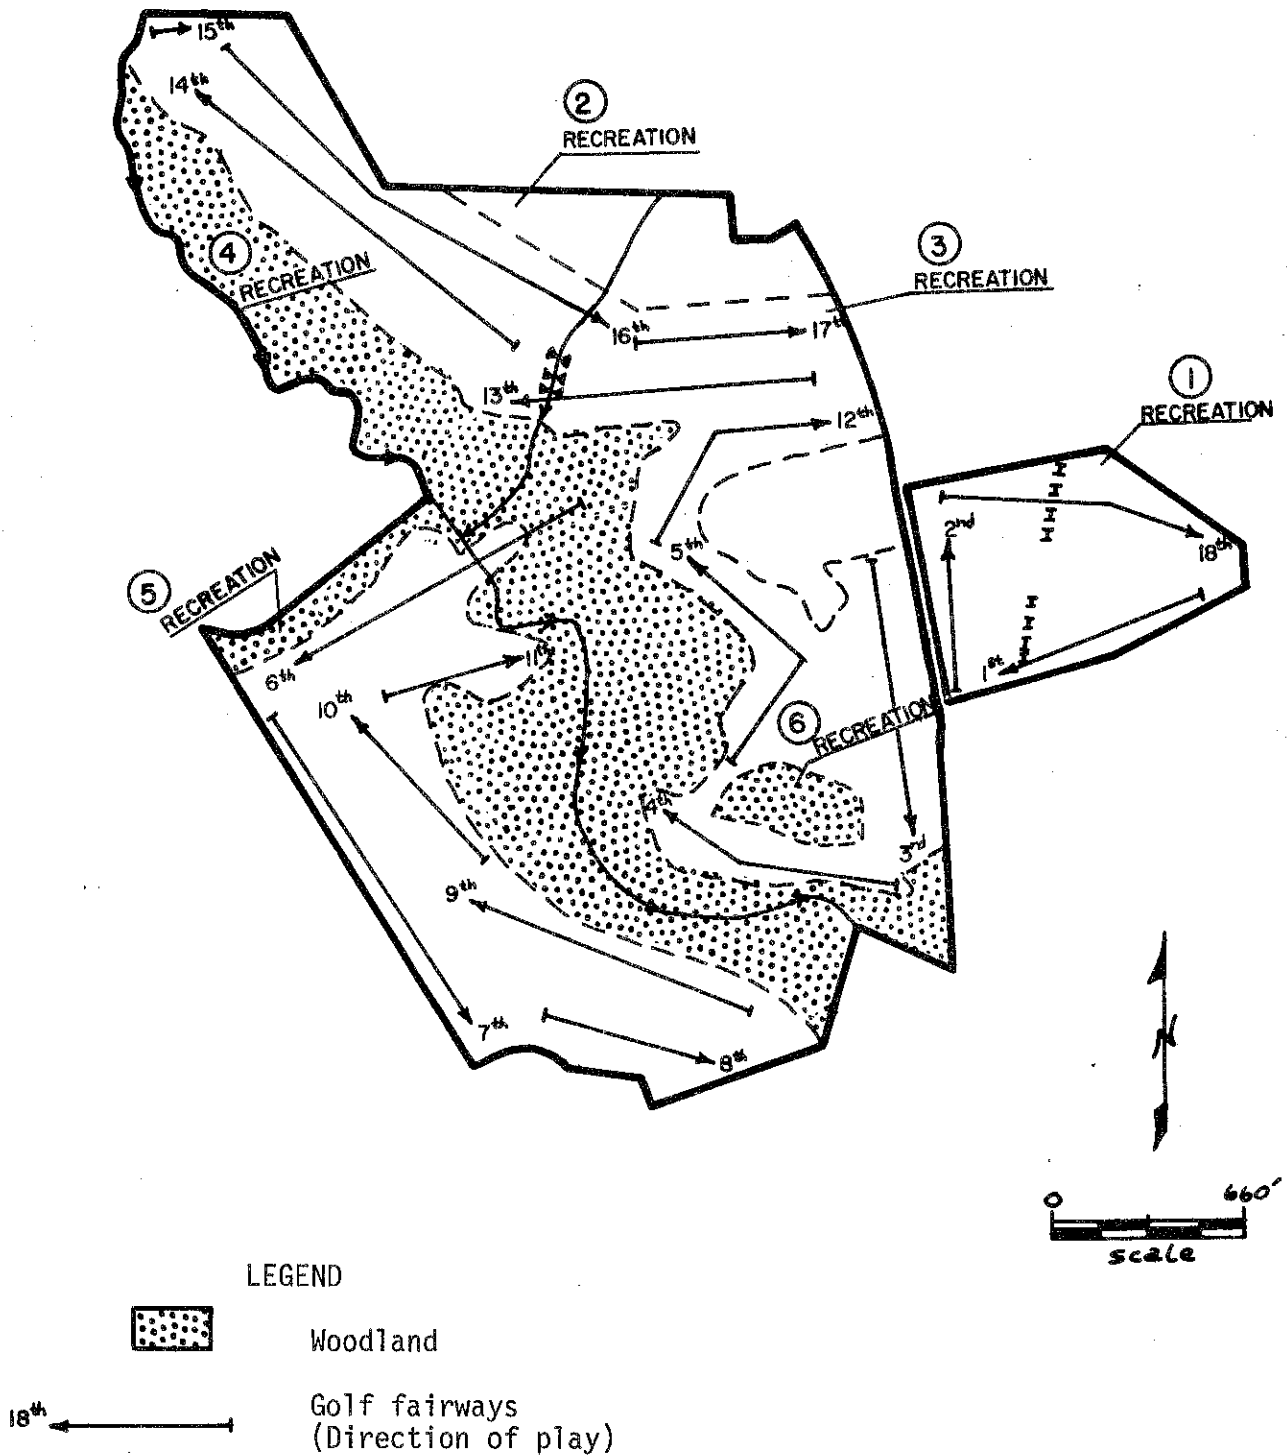 15th
14th
2
RECREATION
4
RECREATION
3
RECREATION
16th
17th
13th
12th
1
RECREATION
2nd
18th
5th
5
RECREATION
11th
6th
10th
1st
6
RECREATION
4th
3rd
9th
7th
8th
N
0 660'
scale
LEGEND
Woodland
18th
Golf fairways
(Direction of play)